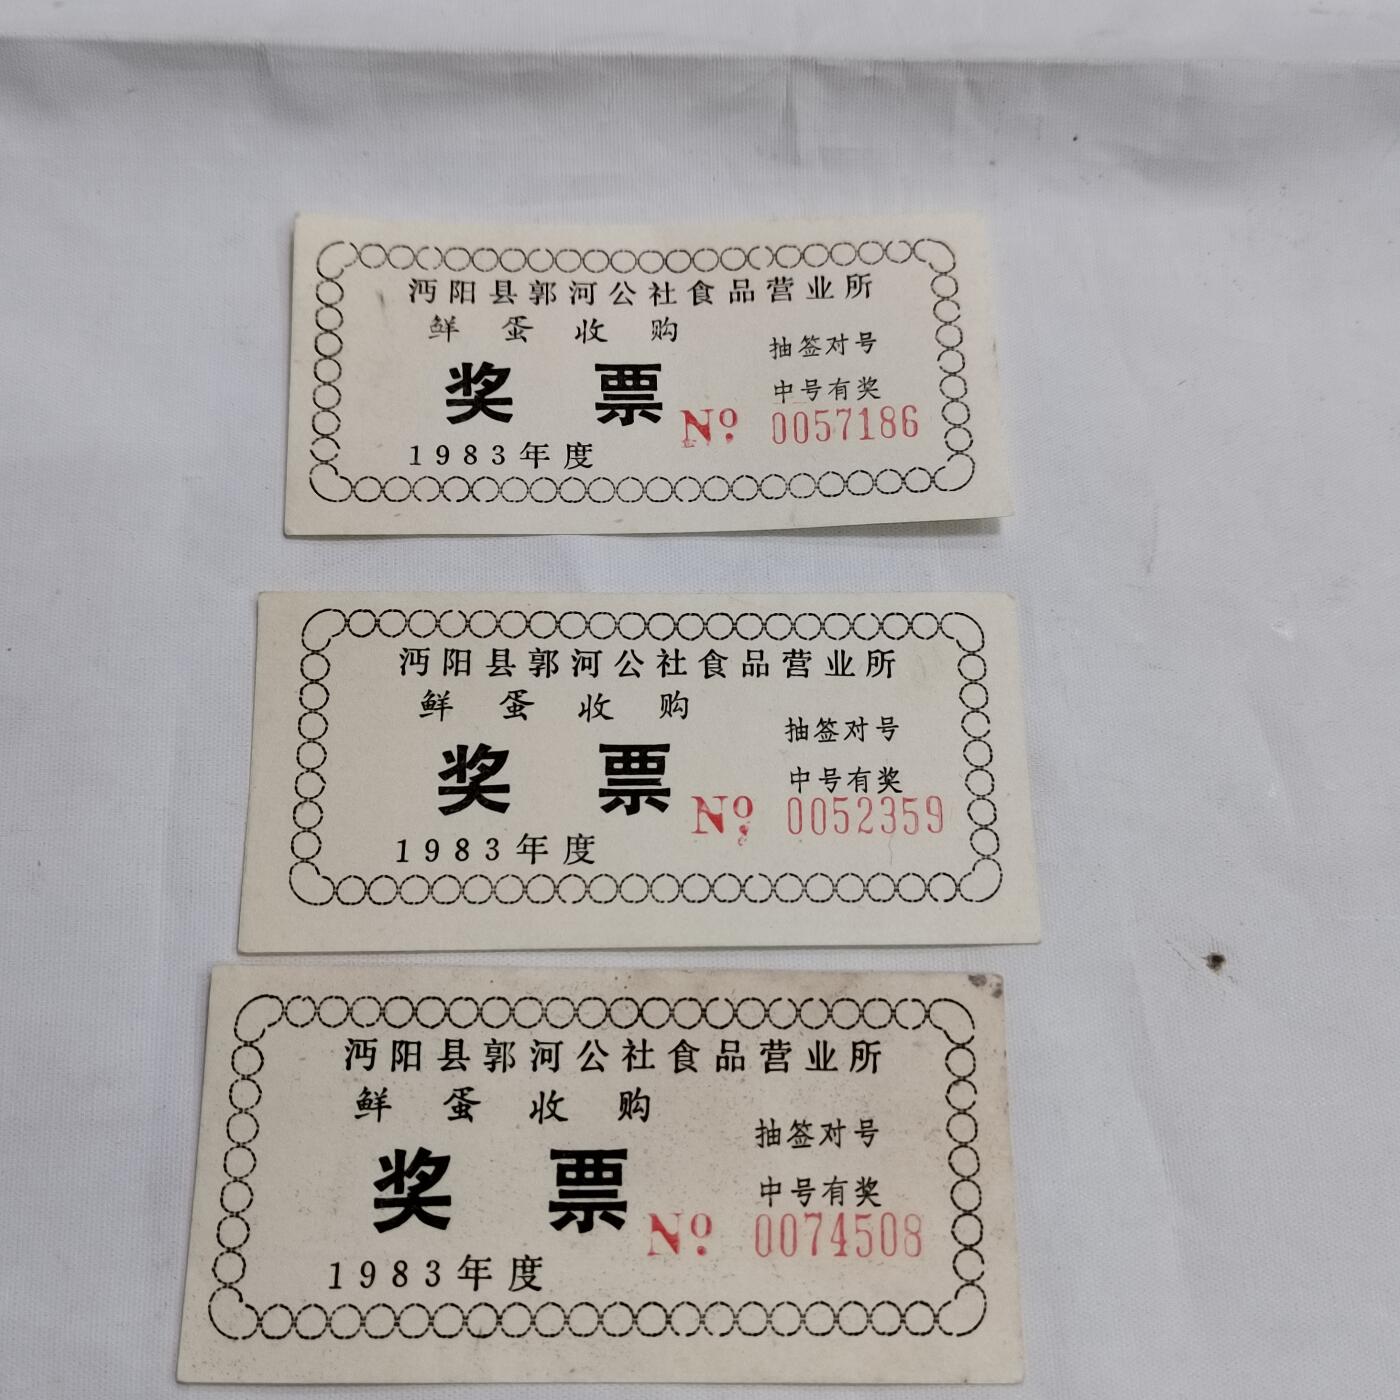 沔阳县郭河公社食品营业所
鲜蛋收购
抽签对号
奖票
中号有奖
No. 0057186
1983年度
沔阳县郭河公社食品营业所
鲜蛋收购
抽签对号
奖票
中号有奖
No. 0052359
1983年度
沔阳县郭河公社食品营业所
鲜蛋收购
抽签对号
奖票
中号有奖
No. 0074508
1983年度